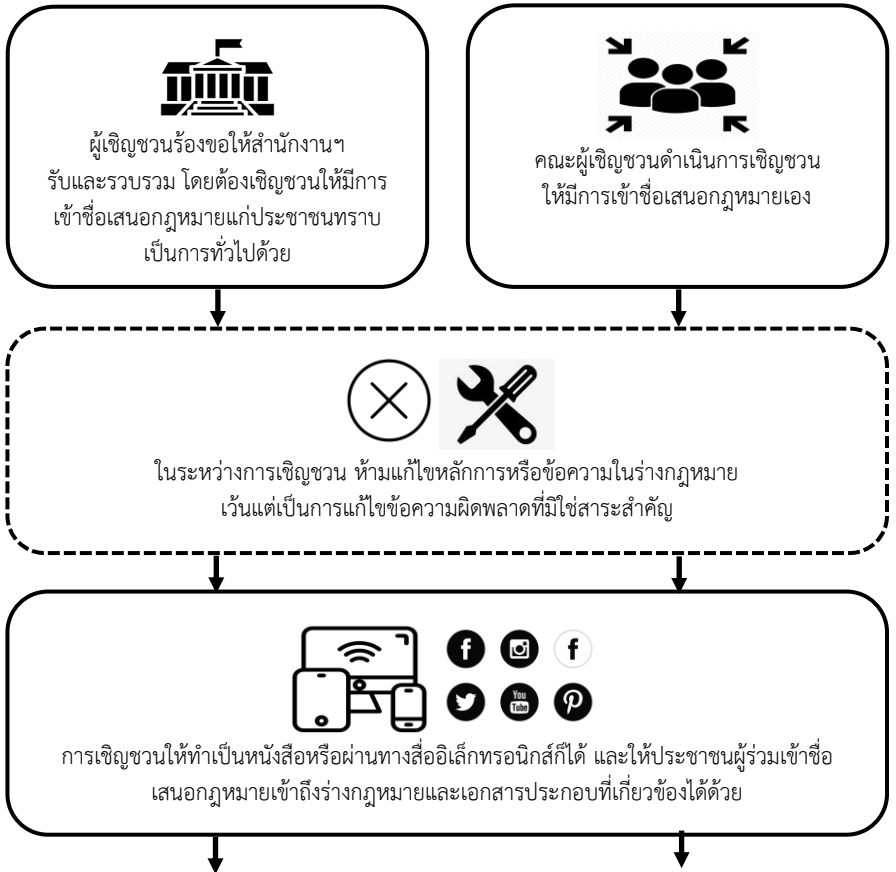 ผู้เชิญชวนร้องขอให้สำนักงานฯ
รับและรวบรวม โดยต้องเชิญชวนให้มีการ
เข้าชื่อเสนอกฎหมายแก่ประชาชนทราบ
เป็นการทั่วไปด้วย
คณะผู้เชิญชวนดำเนินการเชิญชวน
ให้มีการเข้าชื่อเสนอกฎหมายเอง
ในระหว่างการเชิญชวน ห้ามแก้ไขหลักการหรือข้อความในร่างกฎหมาย
เว้นแต่เป็นการแก้ไขข้อความผิดพลาดที่มิใช่สาระสำคัญ
You
Tube
การเชิญชวนให้ทำเป็นหนังสือหรือผ่านทางสื่ออิเล็กทรอนิกส์ก็ได้ และให้ประชาชนผู้ร่วมเข้าชื่อ
เสนอกฎหมายเข้าถึงร่างกฎหมายและเอกสารประกอบที่เกี่ยวข้องได้ด้วย